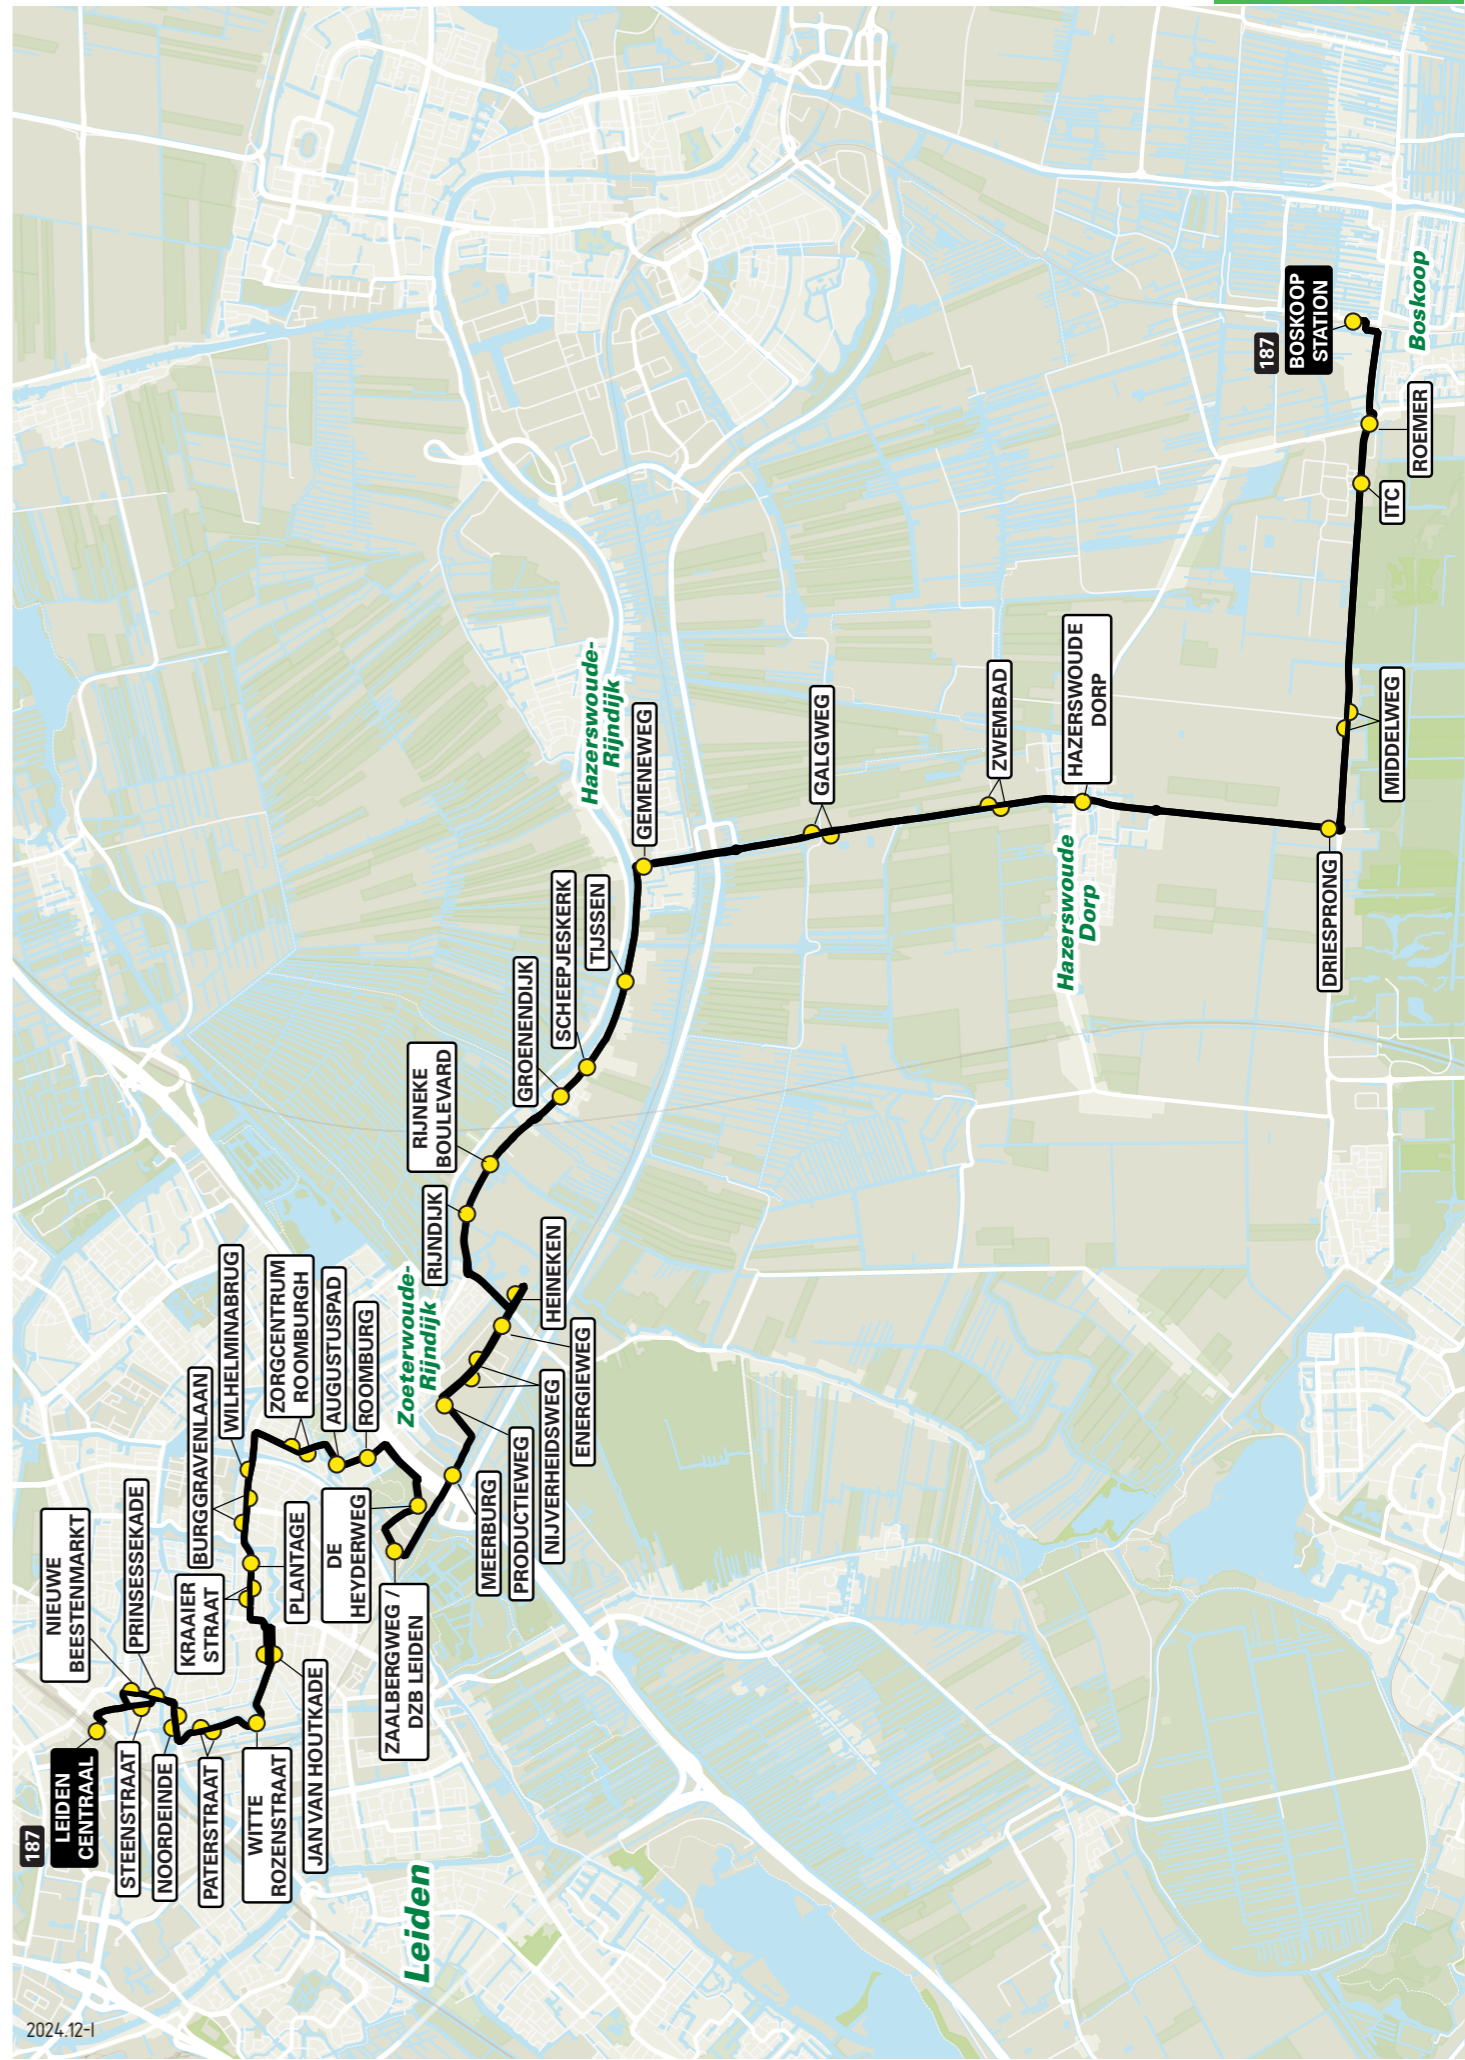 187
LEIDEN
CENTRAAL
STEENSTRAAT
NIEUWE
BEESTENMARKT
PRINSESSEKADE
NOORDEINDE
PATERSTRAAT
WITTE
ROZENSTRAAT
JAN VAN HOUTKADE
KRAAIER
STRAAT
PLANTAGE
BURGGRAVENLAAN
WILHELMINABRUG
ZORGCENTRUM
ROOMBURGH
AUGUSTUSPAD
ROOMBURG
DE
HEYDERWEG
ZAALBERGWEG /
DZB LEIDEN
MEERBURG
PRODUCTIEWEG
NIJVERHEIDSWEG
ENERGIEWEG
HEINEKEN
RIJNDIJK
RIJNEKE
BOULEVARD
GROENENDIJK
SCHEEPJESKERK
TIJSSEN
GEMENEWEG
GALGWEG
ZWEMBAD
HAZERSWOUDE
DORP
DRIESPRONG
MIDDELWEG
ITC
ROEMER
187
BOSKOOP
STATION
Leiden
Zoeterwoude-
Rijndijk
Hazerswoude-
Rijndijk
Hazerswoude
Dorp
Boskoop
2024.12-I